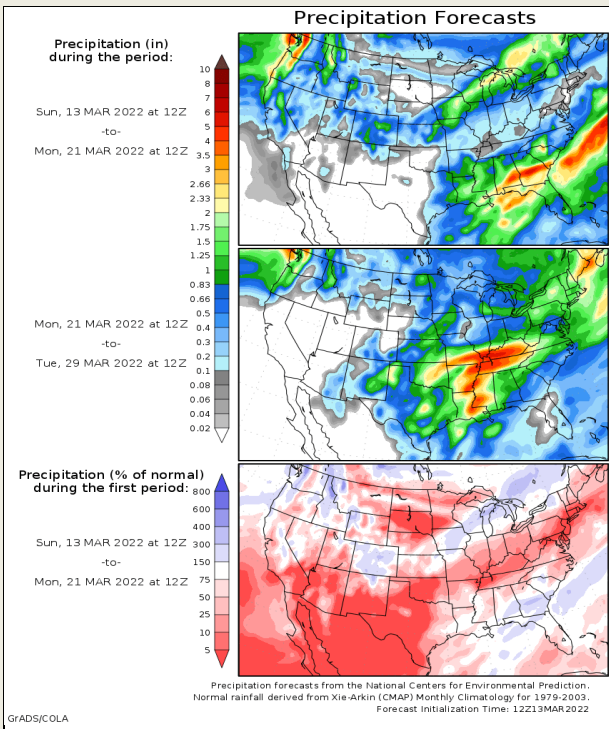 Precipitation Forecasts
Precipitation (in)
during the period:
Sun, 13 MAR 2022 at 12Z
-to-
Mon, 21 MAR 2022 at 12Z
10
8
7
6
5
4
3.5
3
2.66
2.33
2
1.75
1.5
1.25
1
0.83
0.66
0.5
0.4
0.3
0.2
0.1
0.08
0.06
0.04
0.02
Mon, 21 MAR 2022 at 12Z
-to-
Tue, 29 MAR 2022 at 12Z
Precipitation (% of normal)
during the first period:
Sun, 13 MAR 2022 at 12Z
-to-
Mon, 21 MAR 2022 at 12Z
800
600
400
300
150
75
50
25
10
5
Precipitation forecasts from the National Centers for Environmental Prediction.
Normal rainfall derived from Xie-Arkin (CMAP) Monthly Climatology for 1979-2003.
Forecast Initialization Time: 12Z13MAR2022
GrADS/COLA